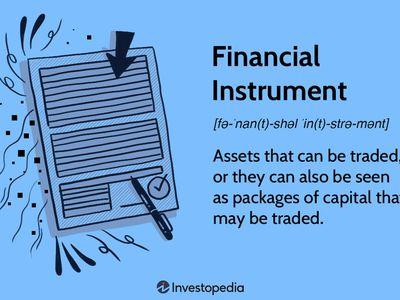 Financial
Instrument
[fə-ˈnan(t)-shəl ˈin(t)-strə-mənt]
Assets that can be traded,
or they can also be seen
as packages of capital that
may be traded.
Investopedia